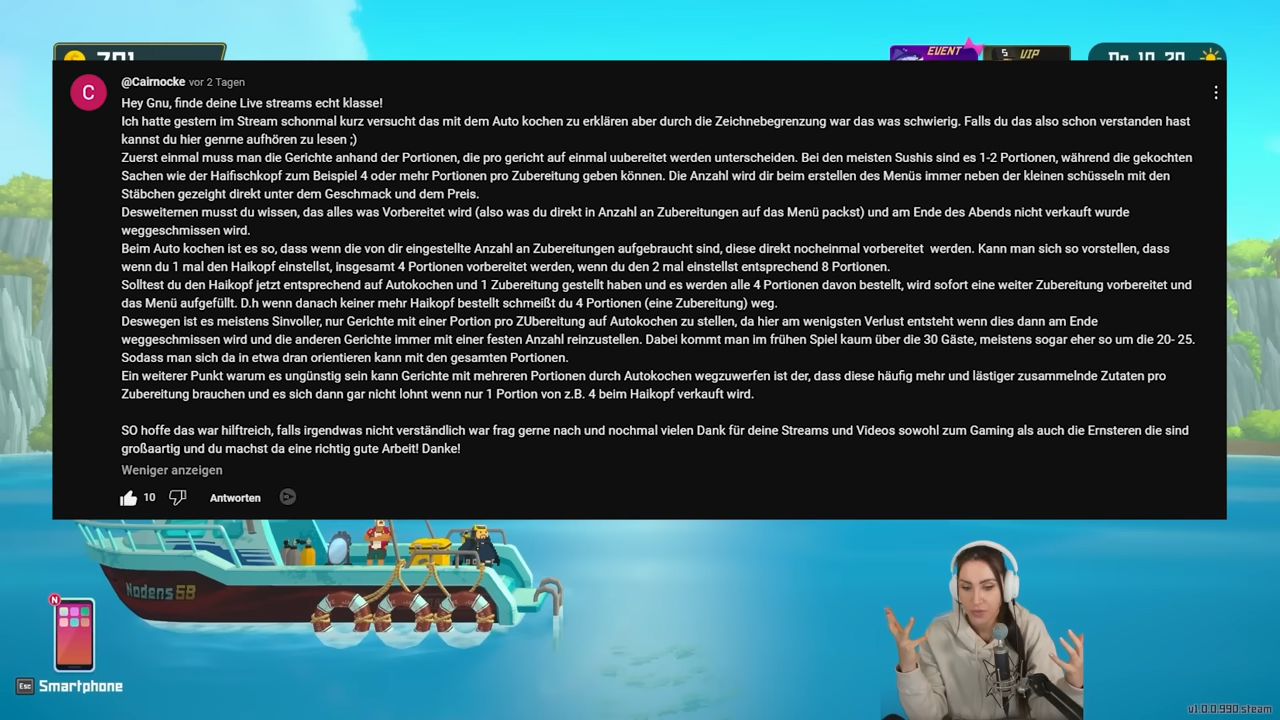 EVENT
5 VIP
@Cairnocke vor 2 Tagen
C
Hey Gnu, finde deine Live streams echt klasse!
Ich hatte gestern im Stream schonmal kurz versucht das mit dem Auto kochen zu erklären aber durch die Zeichnebegrenzung war das was schwierig. Falls du das also schon verstanden hast
kannst du hier genrne aufhören zu lesen ;)
Zuerst einmal muss man die Gerichte anhand der Portionen, die pro gericht auf einmal uubereitet werden unterscheiden. Bei den meisten Sushis sind es 1-2 Portionen, während die gekochten
Sachen wie der Haifischkopf zum Beispiel 4 oder mehr Portionen pro Zubereitung geben können. Die Anzahl wird dir beim erstellen des Menüs immer neben der kleinen schüsseln mit den
Stäbchen gezeight direkt unter dem Geschmack und dem Preis.
Desweiternen musst du wissen, das alles was Vorbereitet wird (also was du direkt in Anzahl an Zubereitungen auf das Menü packst) und am Ende des Abends nicht verkauft wurde
weggeschmissen wird.
Beim Auto kochen ist es so, dass wenn die von dir eingestellte Anzahl an Zubereitungen aufgebraucht sind, diese direkt nocheinmal vorbereitet werden. Kann man sich so vorstellen, dass
wenn du 1 mal den Haikopf einstellst, insgesamt 4 Portionen vorbereitet werden, wenn du den 2 mal einstellst entsprechend 8 Portionen.
Solltest du den Haikopf jetzt entsprechend auf Autokochen und 1 Zubereitung gestellt haben und es werden alle 4 Portionen davon bestellt, wird sofort eine weiter Zubereitung vorbereitet und
das Menü aufgefüllt. D.h wenn danach keiner mehr Haikopf bestellt schmeißt du 4 Portionen (eine Zubereitung) weg.
Deswegen ist es meistens Sinvoller, nur Gerichte mit einer Portion pro ZUbereitung auf Autokochen zu stellen, da hier am wenigsten Verlust entsteht wenn dies dann am Ende
weggeschmissen wird und die anderen Gerichte immer mit einer festen Anzahl reinzustellen. Dabei kommt man im frühen Spiel kaum über die 30 Gäste, meistens sogar eher so um die 20- 25.
Sodass man sich da in etwa dran orientieren kann mit den gesamten Portionen.
Ein weiterer Punkt warum es ungünstig sein kann Gerichte mit mehreren Portionen durch Autokochen wegzuwerfen ist der, dass diese häufig mehr und lästiger zusammelnde Zutaten pro
Zubereitung brauchen und es sich dann gar nicht lohnt wenn nur 1 Portion von z.B. 4 beim Haikopf verkauft wird.
SO hoffe das war hilftreich, falls irgendwas nicht verständlich war frag gerne nach und nochmal vielen Dank für deine Streams und Videos sowohl zum Gaming als auch die Ernsteren die sind
großaartig und du machst da eine richtig gute Arbeit! Danke!
Weniger anzeigen
10 Antworten
Nodens 68
N
Esc Smartphone
v1.0.0.990.steam